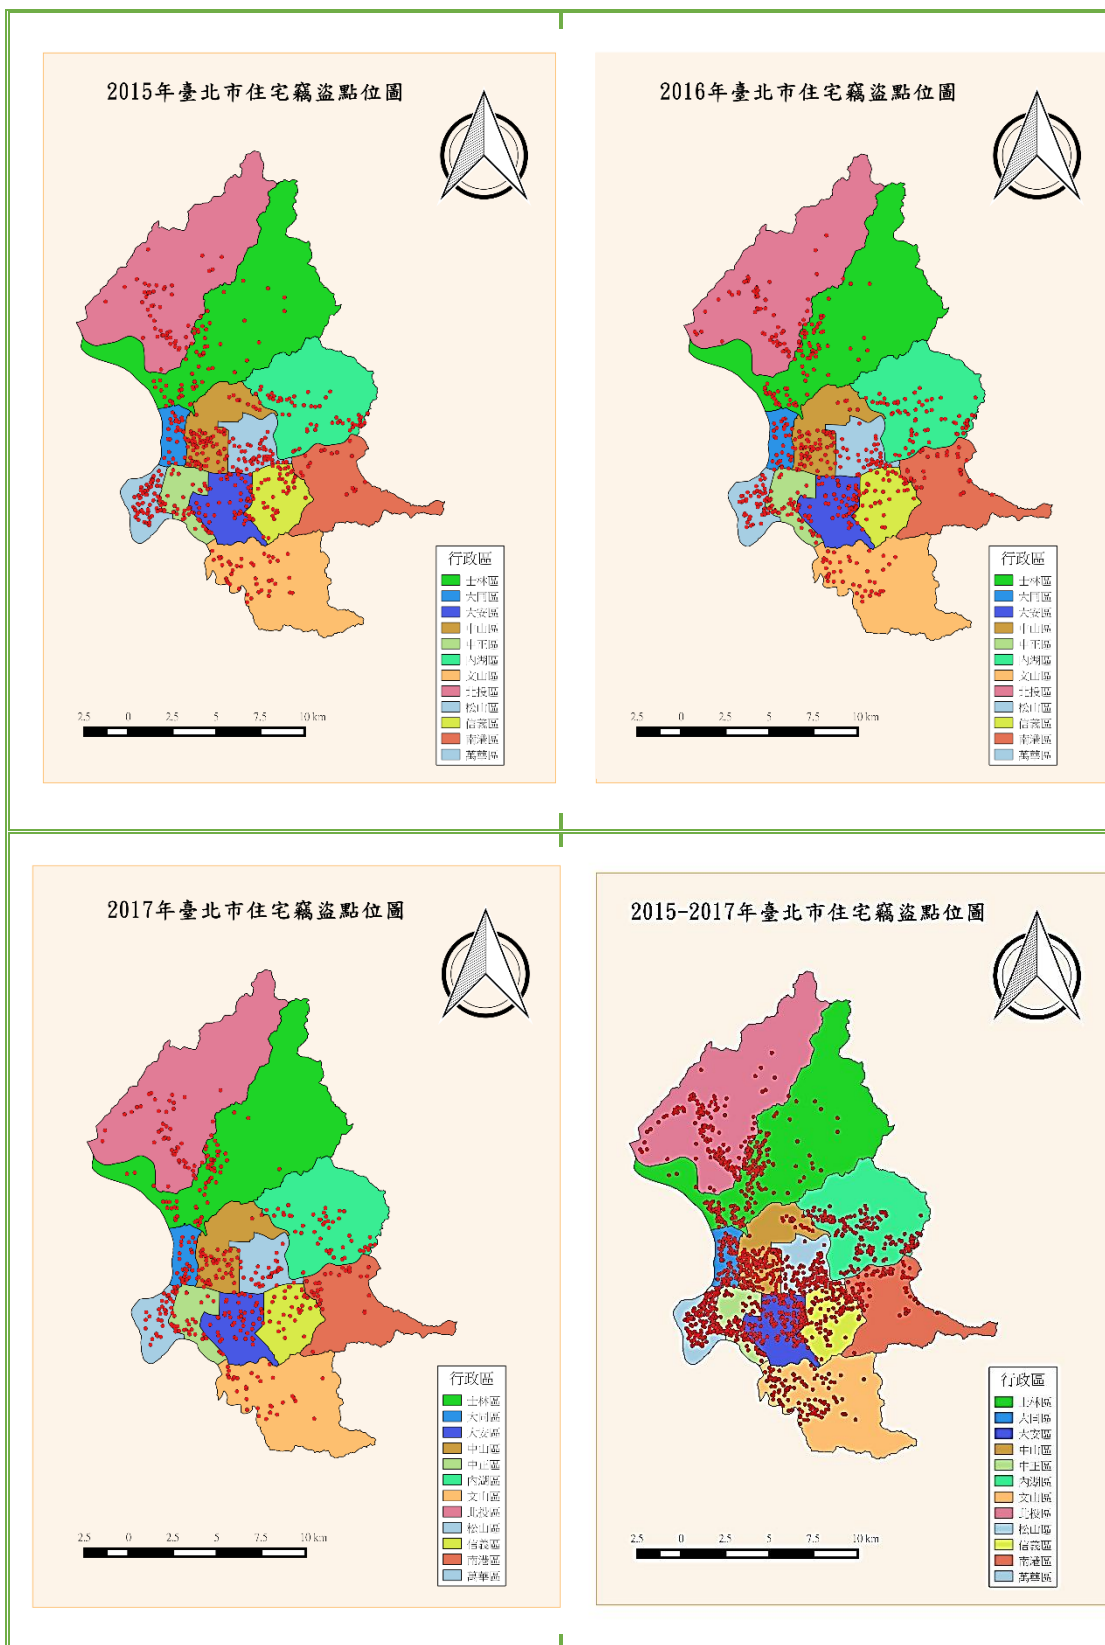 2015年臺北市住宅竊盜點位圖
行政區
士林區
大同區
大安區
中山區
中正區
內湖區
文山區
北投區
松山區
信義區
南港區
萬華區
2.5 0 2.5 5 7.5 10 km
2016年臺北市住宅竊盜點位圖
行政區
士林區
大同區
大安區
中山區
中正區
內湖區
文山區
北投區
松山區
信義區
南港區
萬華區
2.5 0 2.5 5 7.5 10 km
2017年臺北市住宅竊盜點位圖
行政區
士林區
大同區
大安區
中山區
中正區
內湖區
文山區
北投區
松山區
信義區
南港區
萬華區
2.5 0 2.5 5 7.5 10 km
2015-2017年臺北市住宅竊盜點位圖
行政區
士林區
大同區
大安區
中山區
中正區
內湖區
文山區
北投區
松山區
信義區
南港區
萬華區
2.5 0 2.5 5 7.5 10 km